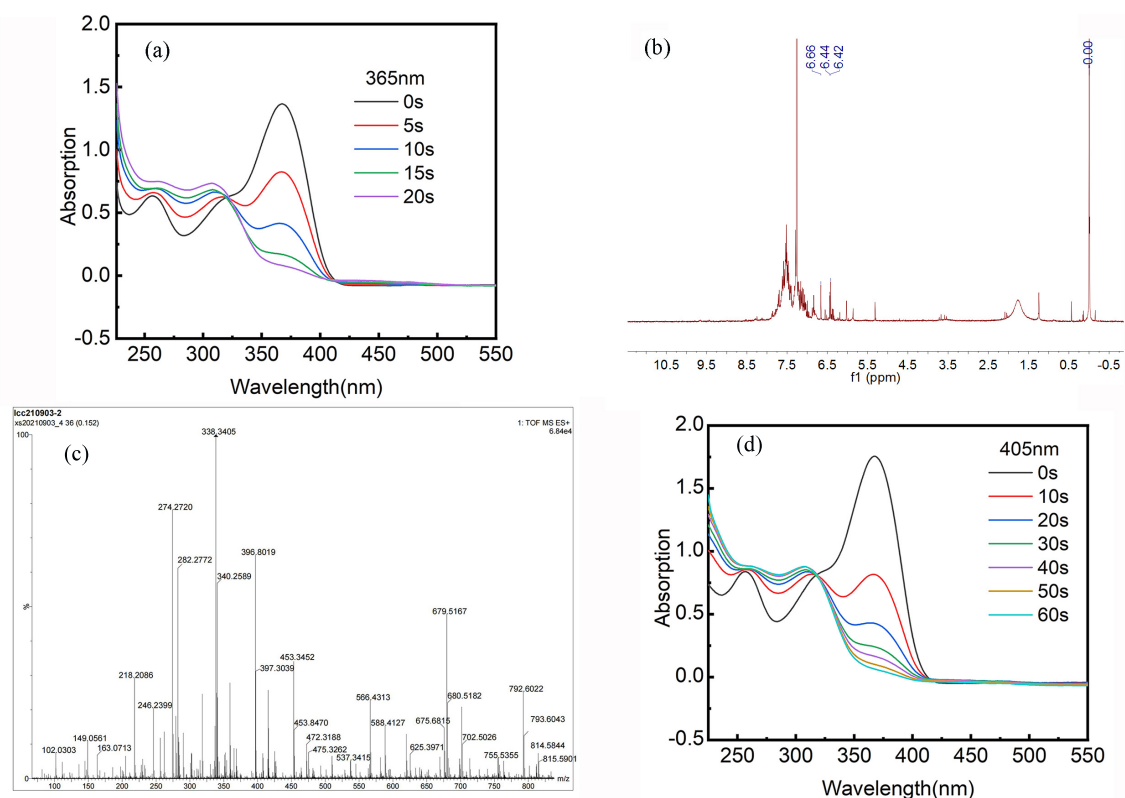 (a)
2.0
1.5
1.0
0.5
0.0
-0.5
Absorption
365nm
0s
5s
10s
15s
20s
250 300 350 400 450 500 550
Wavelength(nm)
(b)
6.66
6.44
6.42
0.00
10.5 9.5 8.5 7.5 6.5 5.5 4.5 3.5 2.5 1.5 0.5 -0.5
f1 (ppm)
lcc210903-2
xs20210903_4 36 (0.152)
1: TOF MS ES+
6.84e4
(c)
100
%
0
338.3405
274.2720
282.2772
340.2589
396.8019
397.3039
218.2086
246.2399
149.0561
102.0303
163.0713
453.3452
453.8470
472.3188
475.3262
537.3415
566.4313
588.4127
625.3971
679.5167
680.5182
675.6815
702.5026
755.5355
792.6022
793.6043
814.5844
815.5901
50 100 150 200 250 300 350 400 450 500 550 600 650 700 750 800
m/z
(d)
2.0
1.5
1.0
0.5
0.0
-0.5
Absorption
405nm
0s
10s
20s
30s
40s
50s
60s
250 300 350 400 450 500 550
Wavelength(nm)